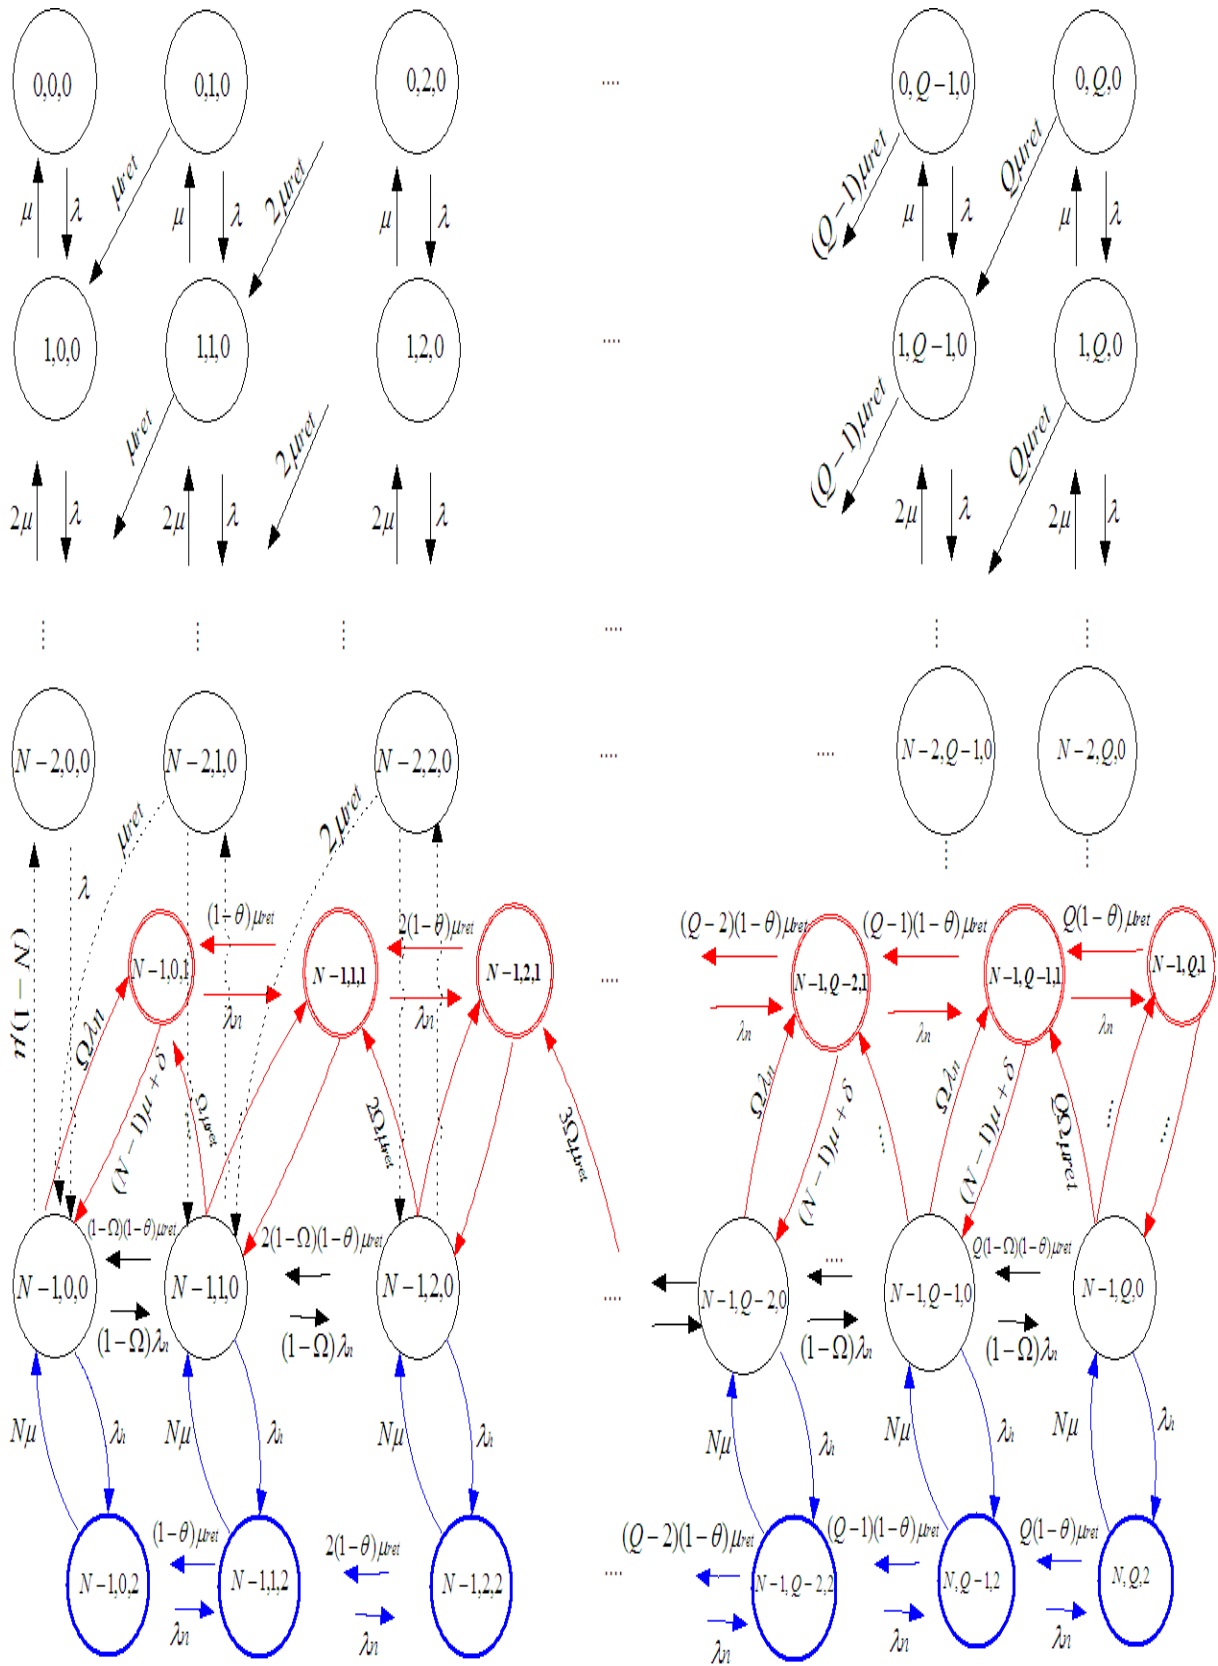 0,0,0 0,1,0 0,2,0 .... 0,Q−1,0 0,Q,0
μ λ μret μ λ 2μret μ λ (Q−1)μret μ λ Qμret μ λ
1,0,0 1,1,0 1,2,0 .... 1,Q−1,0 1,Q,0
2μ λ μret 2μ λ 2μret 2μ λ (Q−1)μret 2μ λ Qμret 2μ λ
....
N−2,0,0 N−2,1,0 N−2,2,0 .... .... N−2,Q−1,0 N−2,Q,0
(N−1)μ λ μret 2μret
(1−θ)μret 2(1−θ)μret (Q−2)(1−θ)μret (Q−1)(1−θ)μret Q(1−θ)μret
N−1,0,1 N−1,1,1 N−1,2,1 .... N−1,Q−2,1 N−1,Q−1,1 N−1,Q,1
λn λn λn λn λn
Ωλn (N−1)μ+δ Ωμret 2Ωμret 3Ωμret Ωλn (N−1)μ+δ .... Ωλn (N−1)μ+δ QΩμret .... ....
(1−Ω)(1−θ)μret 2(1−Ω)(1−θ)μret .... Q(1−Ω)(1−θ)μret
N−1,0,0 N−1,1,0 N−1,2,0 .... N−1,Q−2,0 N−1,Q−1,0 N−1,Q,0
(1−Ω)λn (1−Ω)λn (1−Ω)λn (1−Ω)λn
Nμ λh Nμ λh Nμ λh Nμ λh Nμ λh Nμ λh
(1−θ)μret 2(1−θ)μret (Q−2)(1−θ)μret (Q−1)(1−θ)μret Q(1−θ)μret
N−1,0,2 N−1,1,2 N−1,2,2 .... N−1,Q−2,2 N,Q−1,2 N,Q,2
λn λn λn λn λn